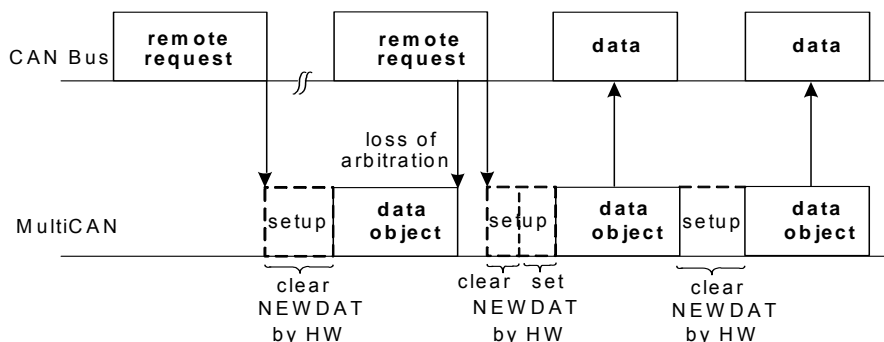 remote request
remote request
data
data
CAN Bus
loss of
arbitration
setup
data object
setup
data object
setup
data object
MultiCAN
clear
NEWDAT
by HW
clear set
NEWDAT
by HW
clear
NEWDAT
by HW